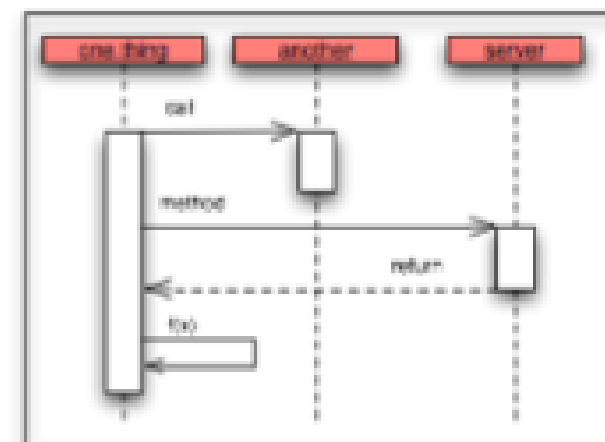 one thing
another
server
call
method
return
f(x)